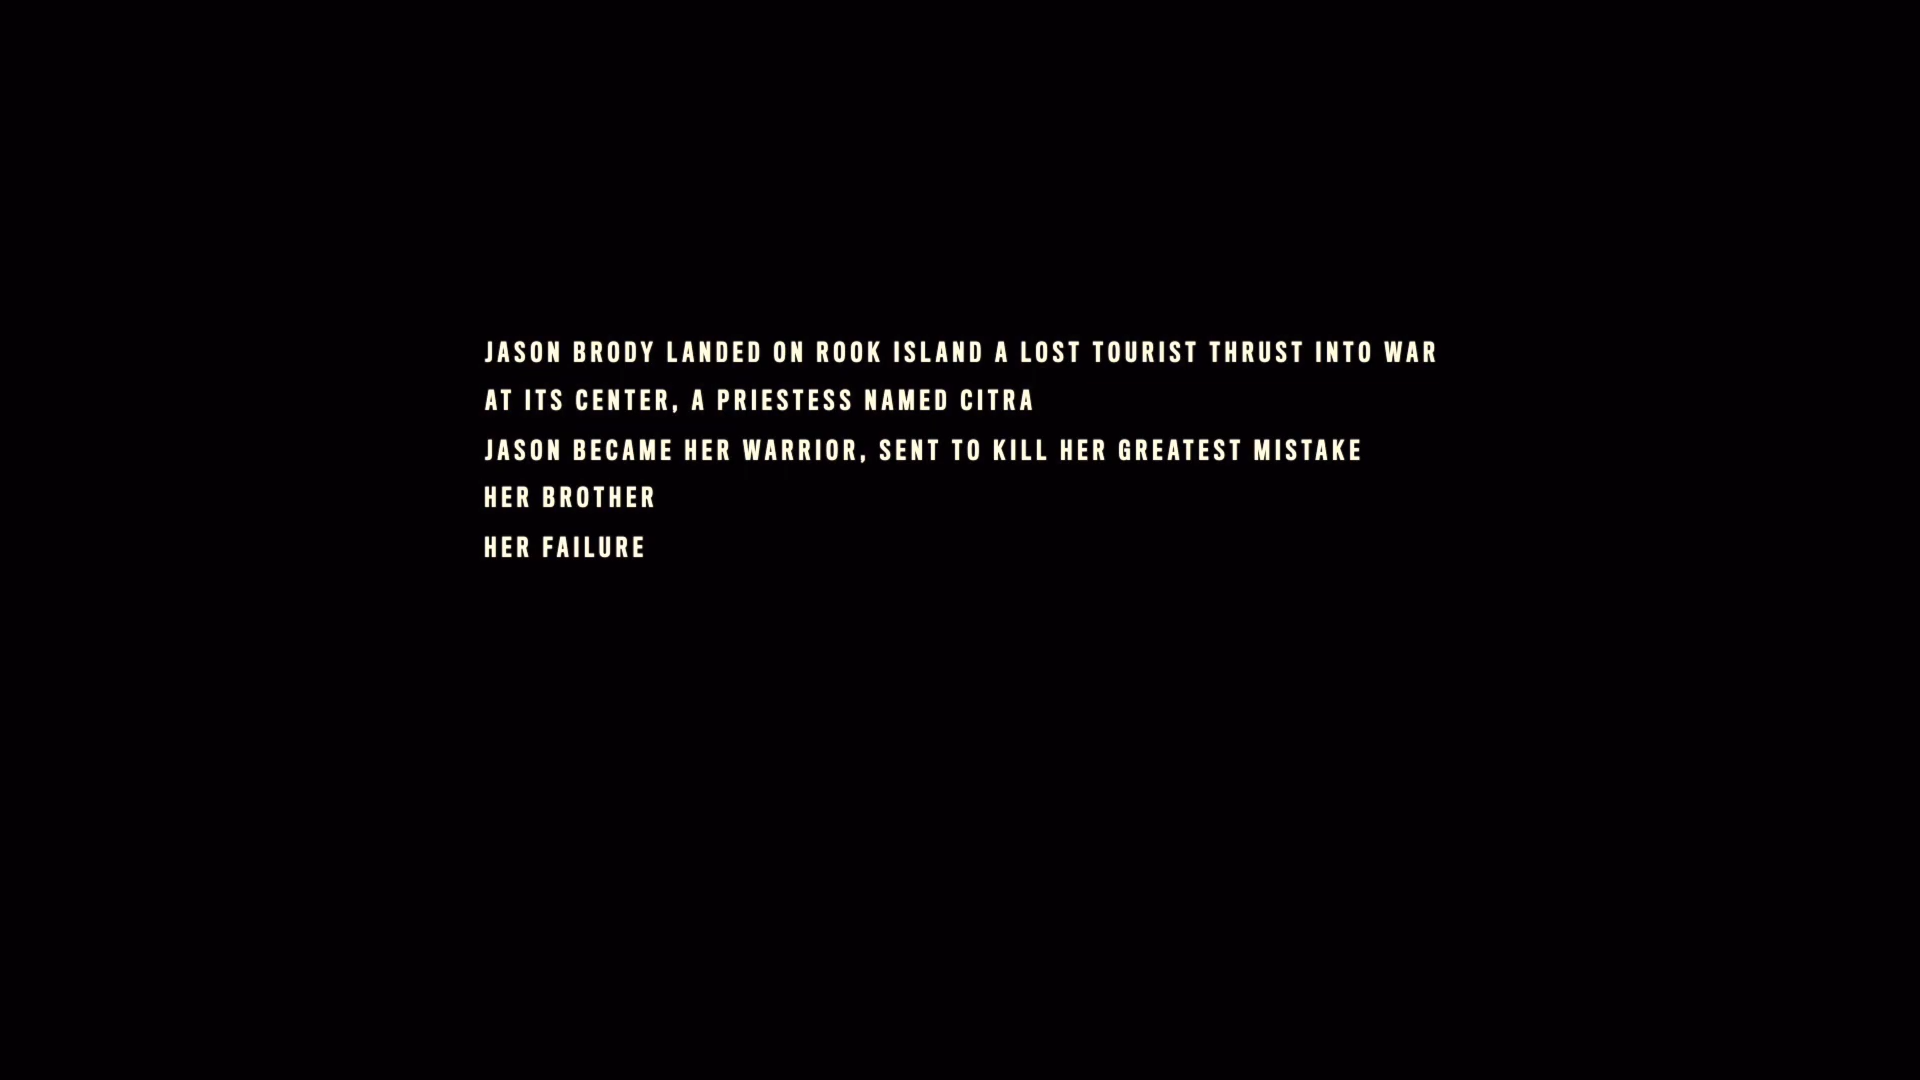 JASON BRODY LANDED ON ROOK ISLAND A LOST TOURIST THRUST INTO WAR
AT ITS CENTER, A PRIESTESS NAMED CITRA
JASON BECAME HER WARRIOR, SENT TO KILL HER GREATEST MISTAKE
HER BROTHER
HER FAILURE